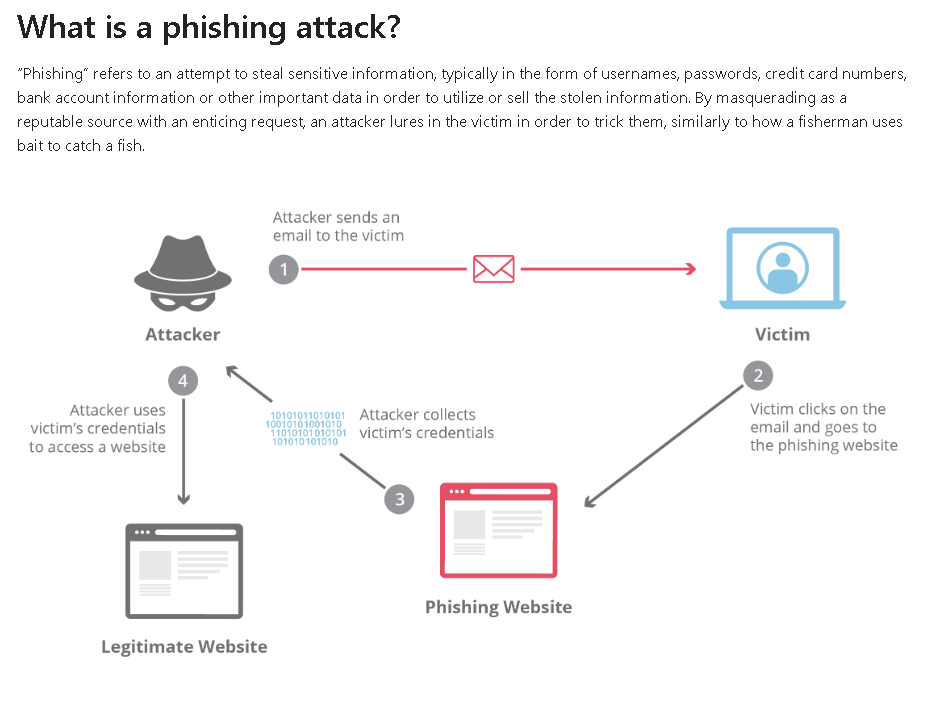 What is a phishing attack?
“Phishing” refers to an attempt to steal sensitive information, typically in the form of usernames, passwords, credit card numbers,
bank account information or other important data in order to utilize or sell the stolen information. By masquerading as a
reputable source with an enticing request, an attacker lures in the victim in order to trick them, similarly to how a fisherman uses
bait to catch a fish.
Attacker sends an
email to the victim
1
Attacker
Victim
2
Victim clicks on the
email and goes to
the phishing website
4
Attacker uses
victim’s credentials
to access a website
10101011010101
10010101001010
11010101010101
101010101010
Attacker collects
victim’s credentials
3
Phishing Website
Legitimate Website